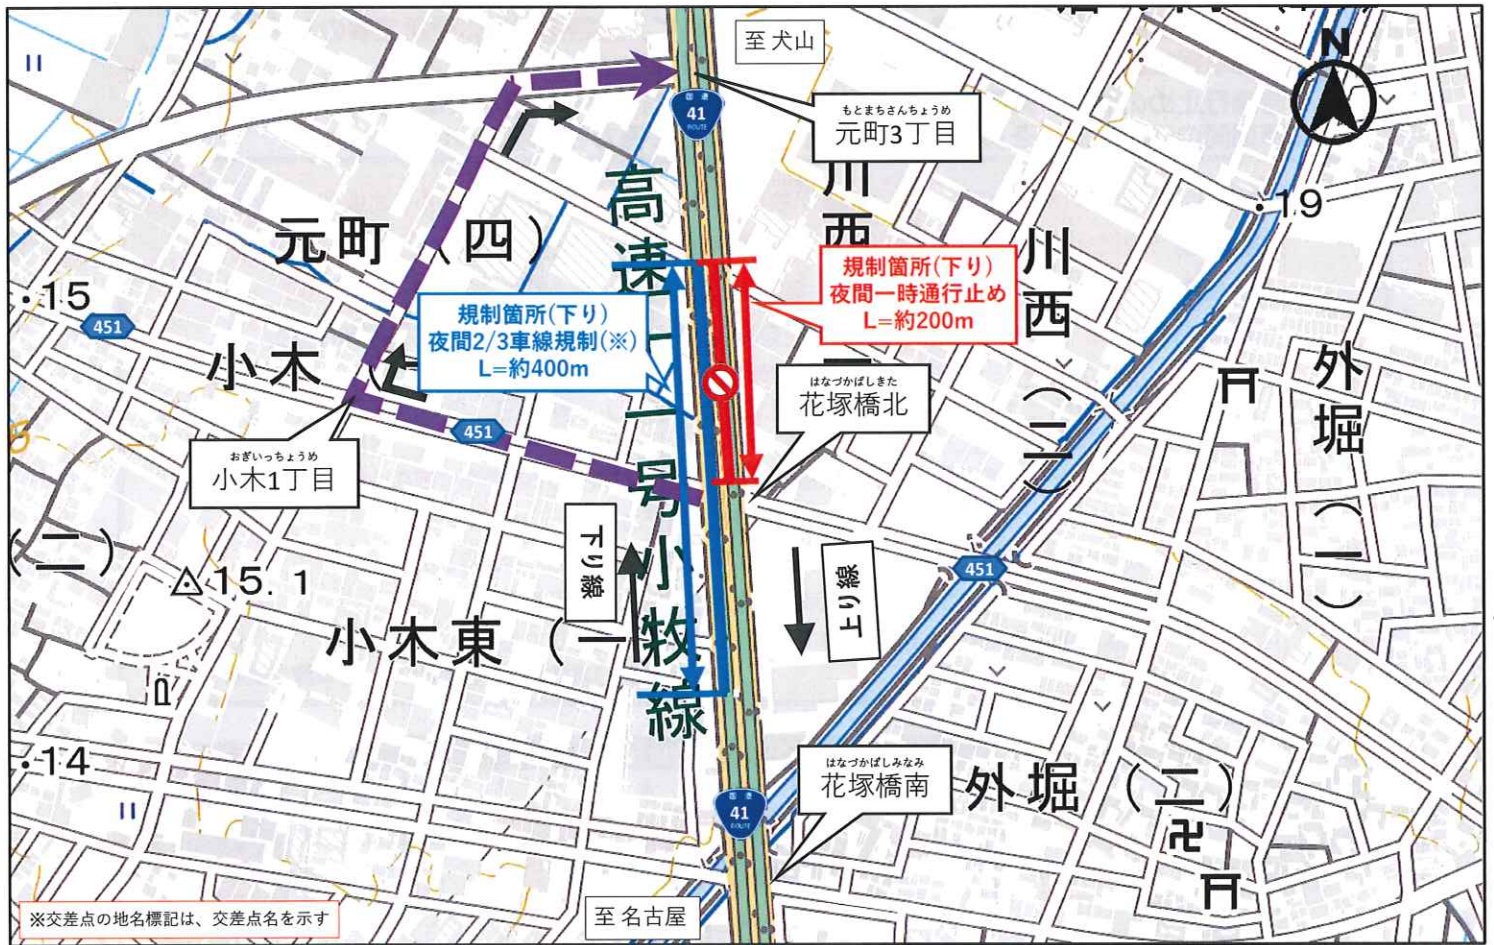 至 犬山
N
国道
41
ROUTE
もとまちさんちょうめ
元町3丁目
川西
元町(四)
・19
川西(二)
・15
451
規制箇所(下り)
夜間一時通行止め
L=約200m
規制箇所(下り)
夜間2/3車線規制(※)
L=約400m
小木(
はなづかばしきた
花塚橋北
外堀(一)
451
おぎいっちょうめ
小木1丁目
高速十一号小牧線
下り線
上り線
451
(二)
15.1
小木東(一
・14
はなづかばしみなみ
花塚橋南
外堀(二)
国道
41
ROUTE
※交差点の地名標記は、交差点名を示す
至 名古屋